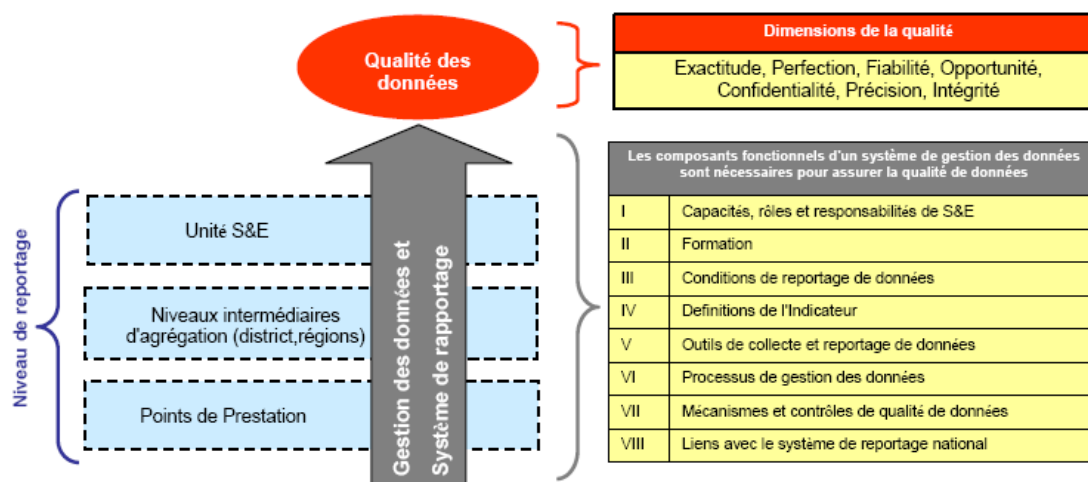 Qualité des
données
Dimensions de la qualité
Exactitude, Perfection, Fiabilité, Opportunité,
Confidentialité, Précision, Intégrité
Niveau de reportage
Unité S&E
Niveaux intermédiaires
d'agrégation (district,régions)
Points de Prestation
Gestion des données et
Système de rapportage
Les composants fonctionnels d'un système de gestion des données
sont nécessaires pour assurer la qualité de données
I Capacités, rôles et responsabilités de S&E
II Formation
III Conditions de reportage de données
IV Definitions de l'Indicateur
V Outils de collecte et reportage de données
VI Processus de gestion des données
VII Mécanismes et contrôles de qualité de données
VIII Liens avec le système de reportage national